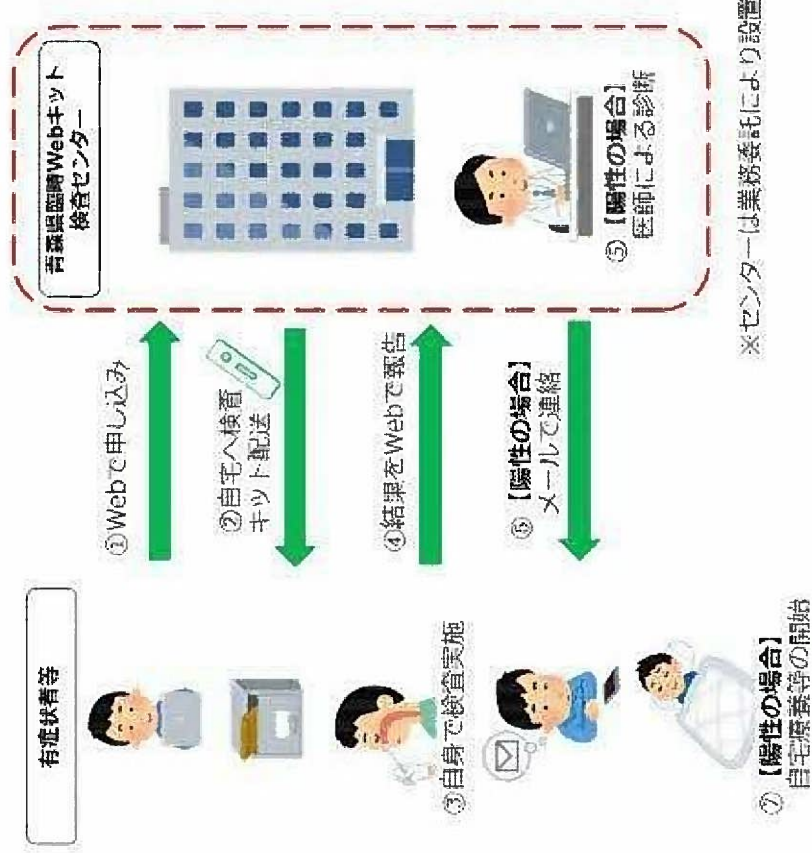 有症状者等
青森県臨時Webキット
検査センター
①Webで申し込み
②自宅へ検査
キット配送
③自身で検査実施
④結果をWebで報告
⑤【陽性の場合】
医師による診断
⑥【陽性の場合】
メールで連絡
⑦【陽性の場合】
自宅療養等の開始
※センターは業務委託により設置